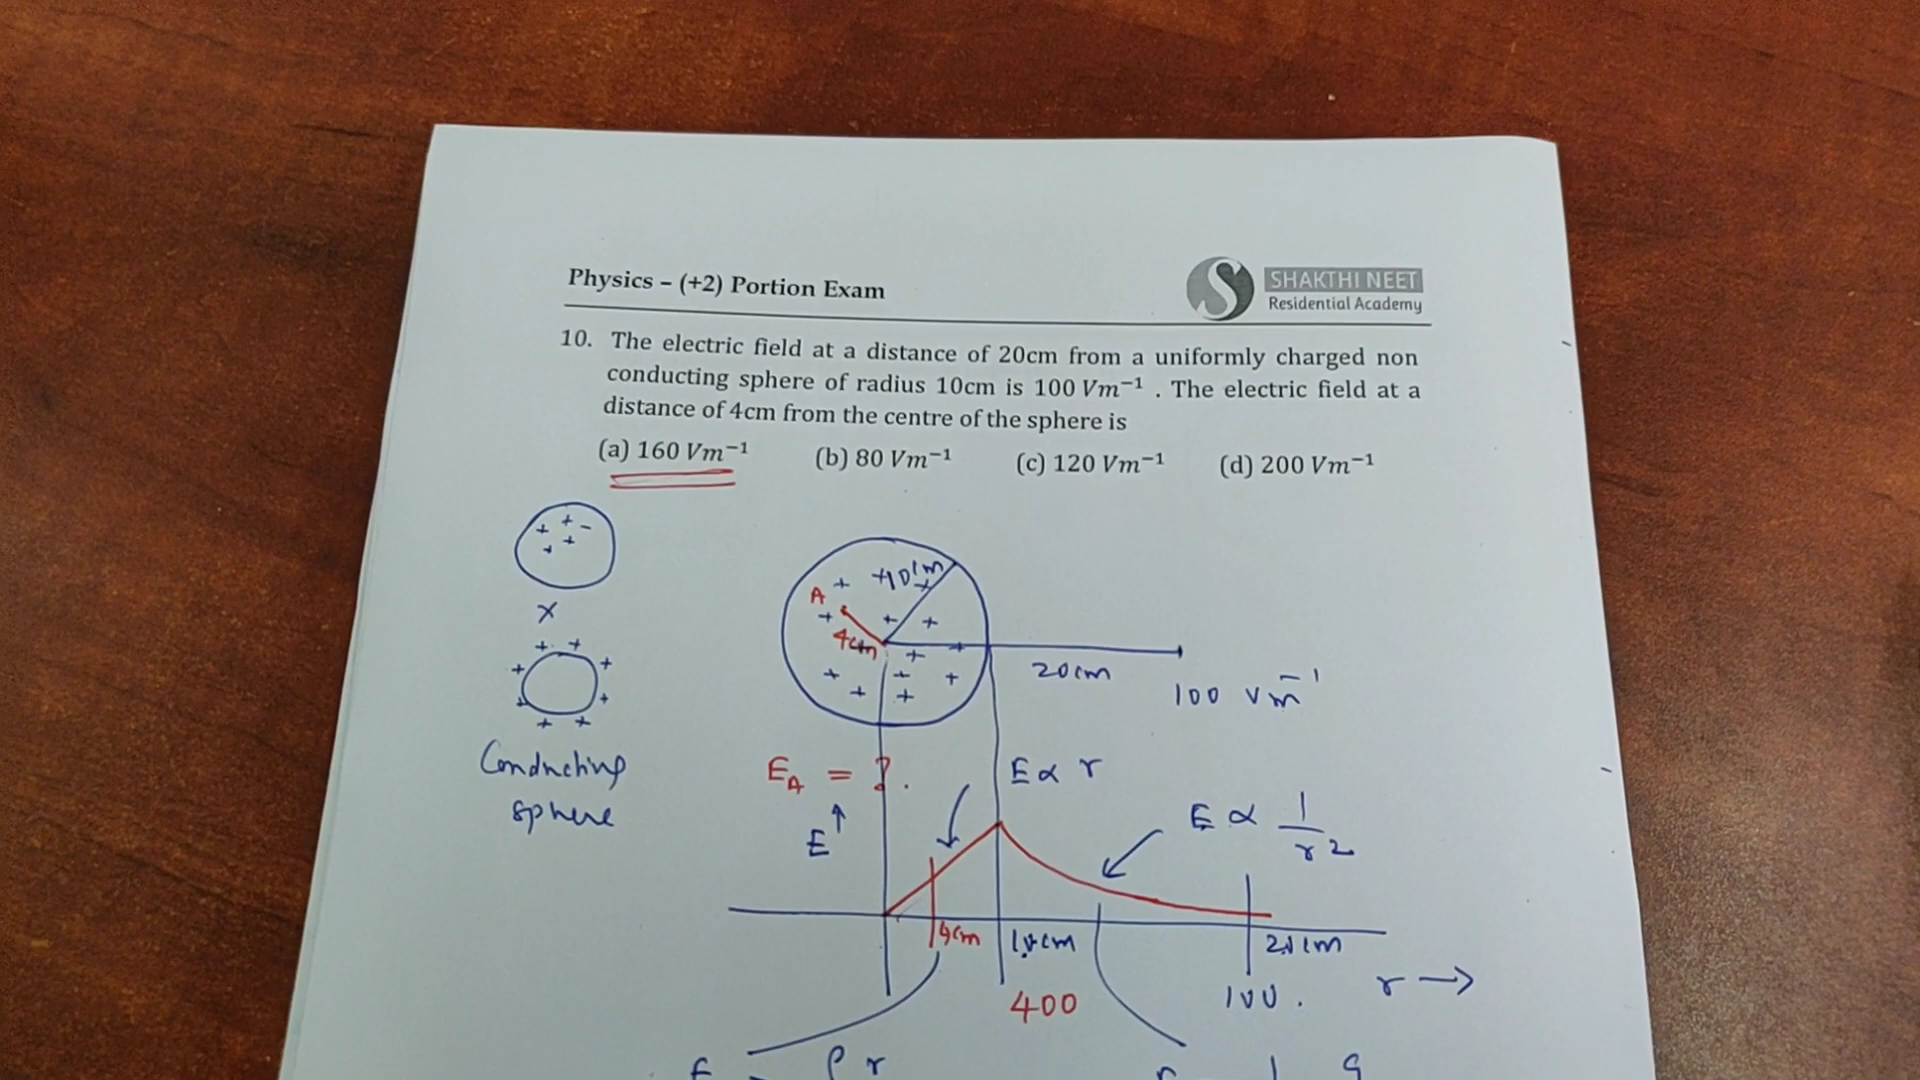 Physics – (+2) Portion Exam
SHAKTHI NEET
Residential Academy
10. The electric field at a distance of 20cm from a uniformly charged non
conducting sphere of radius 10cm is 100 Vm⁻¹ . The electric field at a
distance of 4cm from the centre of the sphere is
(a) 160 Vm⁻¹ (b) 80 Vm⁻¹ (c) 120 Vm⁻¹ (d) 200 Vm⁻¹
10cm
A
4cm
20cm
100 Vm⁻¹
Conducting
sphere
E_A = ?.
E ∝ r
E ∝ 1/r²
E
4cm
10cm
20cm
400
100.
r →
ρ r